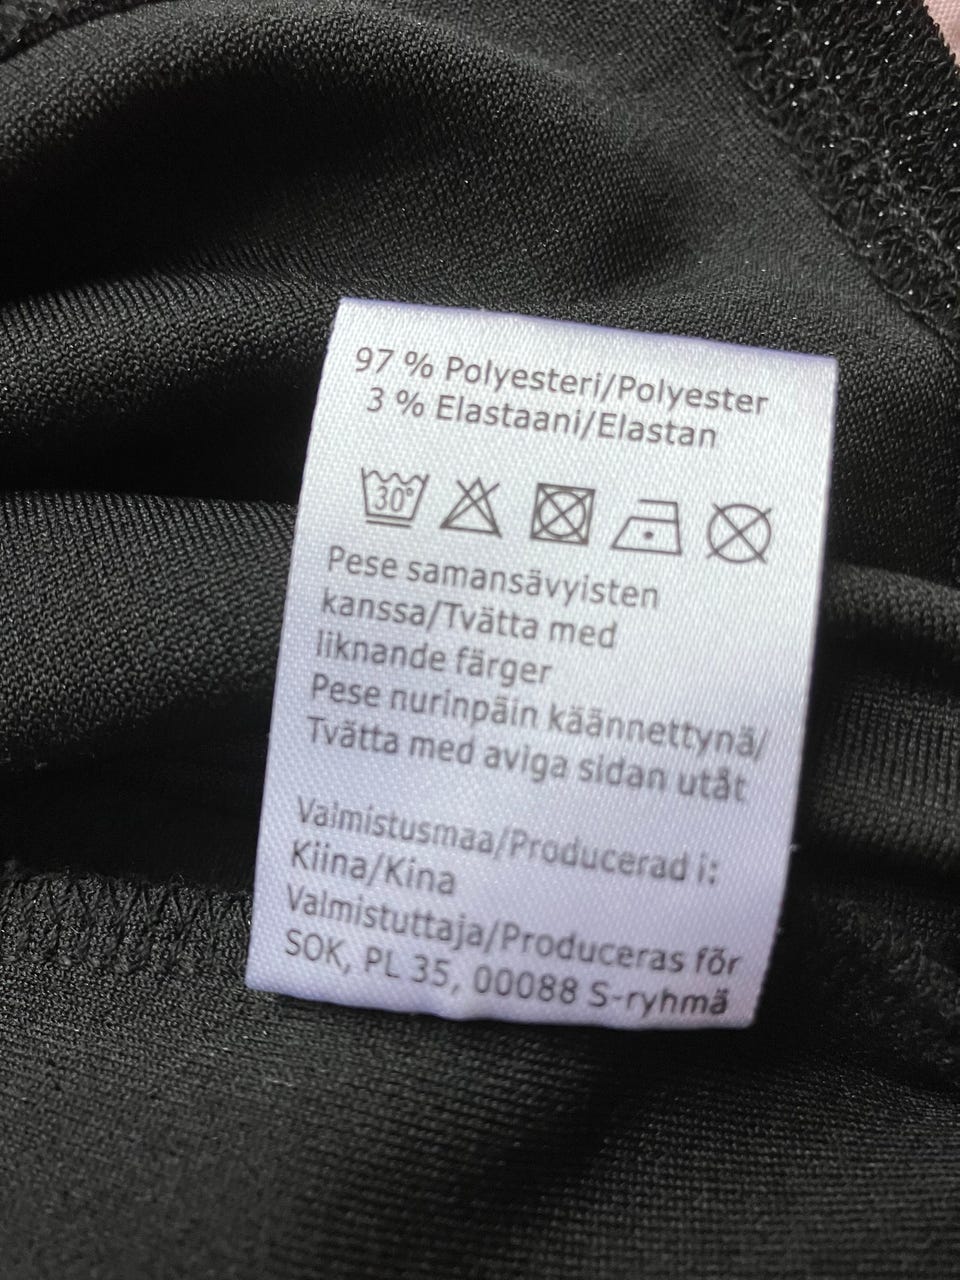 97 % Polyesteri/Polyester
3 % Elastaani/Elastan
30°
Pese samansävyisten
kanssa/Tvätta med
liknande färger
Pese nurinpäin käännettynä/
Tvätta med aviga sidan utåt
Valmistusmaa/Producerad i:
Kiina/Kina
Valmistuttaja/Produceras för
SOK, PL 35, 00088 S-ryhmä